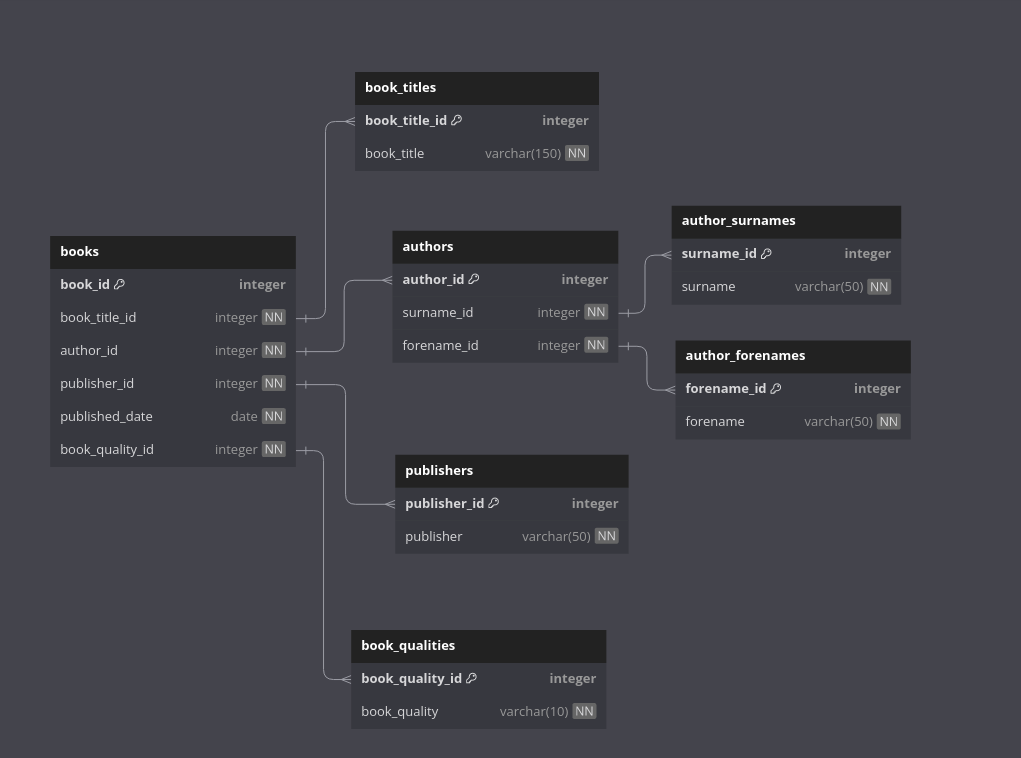 book_titles
book_title_id integer
book_title varchar(150) NN
books
book_id integer
book_title_id integer NN
author_id integer NN
publisher_id integer NN
published_date date NN
book_quality_id integer NN
authors
author_id integer
surname_id integer NN
forename_id integer NN
author_surnames
surname_id integer
surname varchar(50) NN
author_forenames
forename_id integer
forename varchar(50) NN
publishers
publisher_id integer
publisher varchar(50) NN
book_qualities
book_quality_id integer
book_quality varchar(10) NN